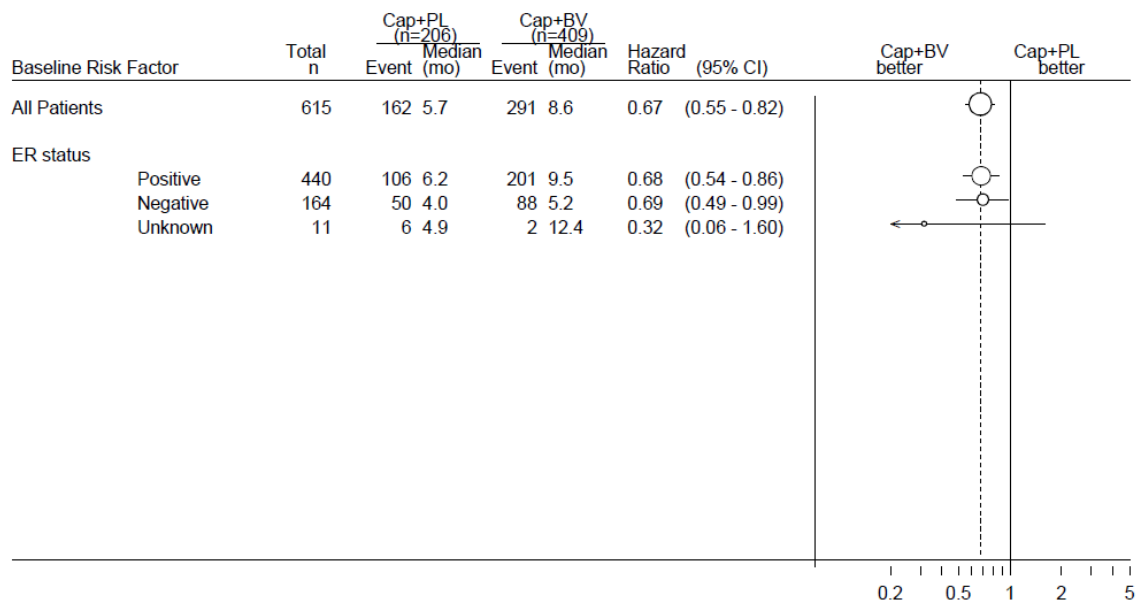 Cap+PL Cap+BV
(n=206) (n=409)
Total Median Median Hazard Cap+BV Cap+PL
Baseline Risk Factor n Event (mo) Event (mo) Ratio (95% CI) better better
All Patients 615 162 5.7 291 8.6 0.67 (0.55 - 0.82)
ER status
Positive 440 106 6.2 201 9.5 0.68 (0.54 - 0.86)
Negative 164 50 4.0 88 5.2 0.69 (0.49 - 0.99)
Unknown 11 6 4.9 2 12.4 0.32 (0.06 - 1.60)
0.2 0.5 1 2 5